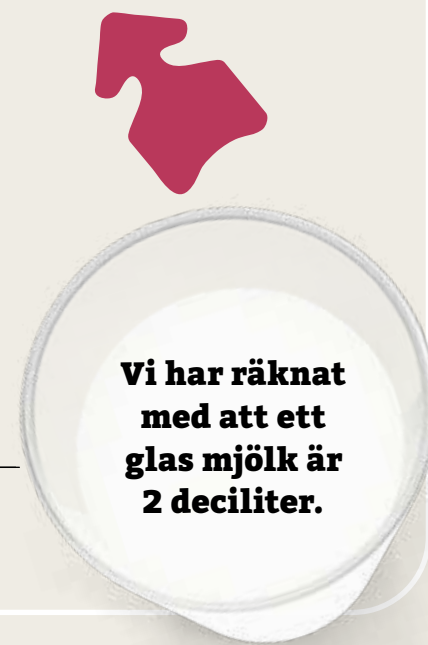 Vi har räknat
med att ett
glas mjölk är
2 deciliter.